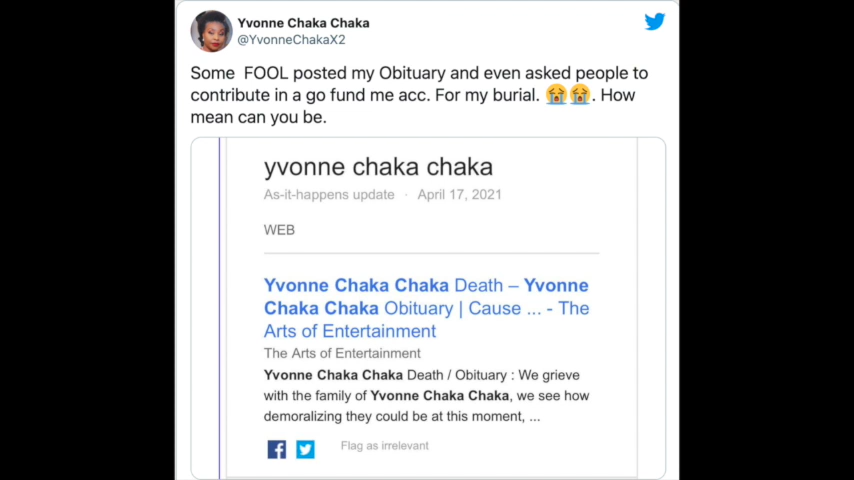 Yvonne Chaka Chaka
@YvonneChakaX2
Some FOOL posted my Obituary and even asked people to
contribute in a go fund me acc. For my burial. 😭😭. How
mean can you be.
yvonne chaka chaka
As-it-happens update · April 17, 2021
WEB
Yvonne Chaka Chaka Death – Yvonne
Chaka Chaka Obituary | Cause ... - The
Arts of Entertainment
The Arts of Entertainment
Yvonne Chaka Chaka Death / Obituary : We grieve
with the family of Yvonne Chaka Chaka, we see how
demoralizing they could be at this moment, ...
Flag as irrelevant